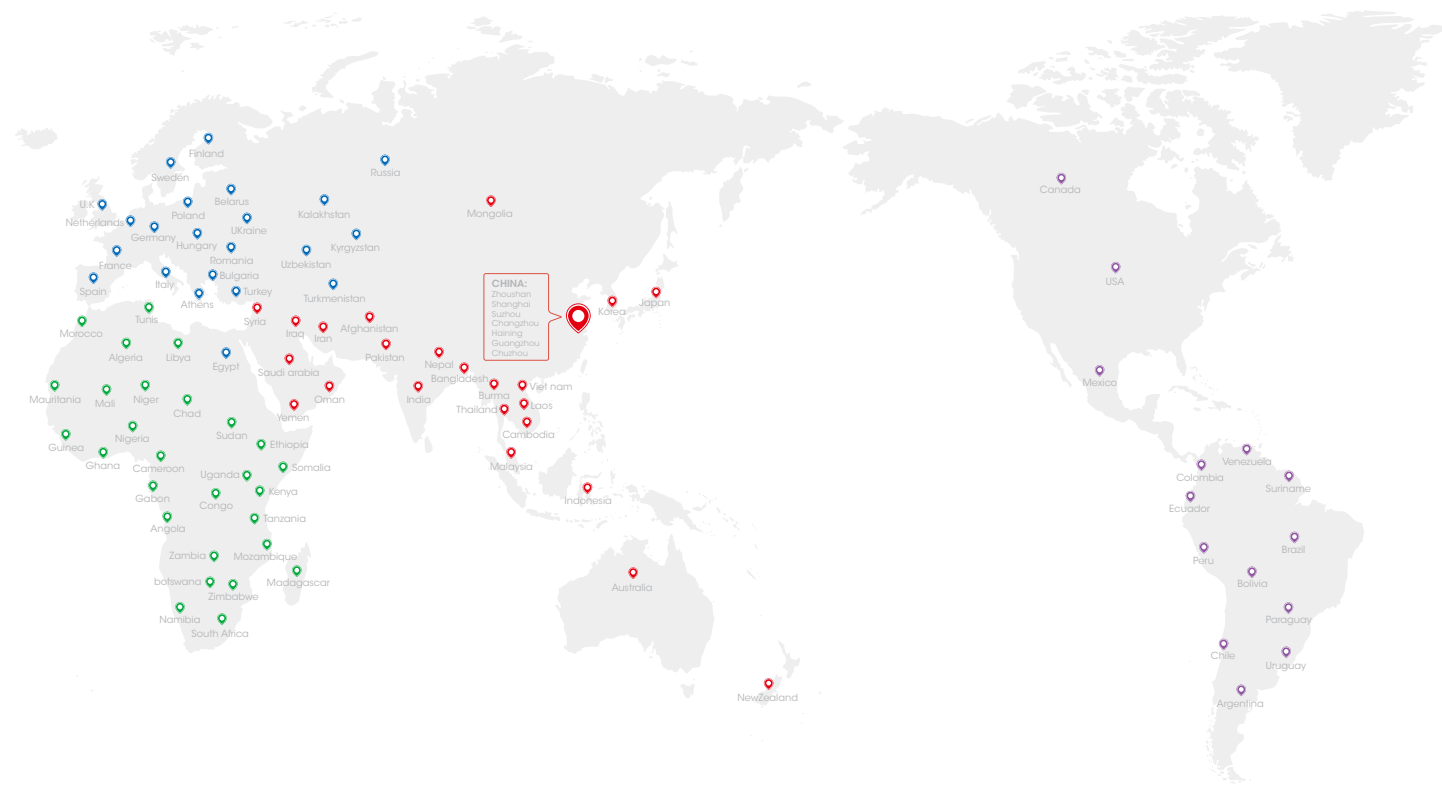 Finland
Sweden
Russia
Canada
U.K
Belarus
Poland
Kalakhstan
Mongolia
Netherlands
UKraine
Germany
Hungary
Kyrgyzstan
France
Romania
Uzbekistan
Bulgaria
Italy
Spain
Turkey
Athens
Turkmenistan
USA
CHINA:
Zhoushan
Shanghai
Suzhou
Changzhou
Haining
Guangzhou
Chuzhou
Korea
Japan
Tunis
Syria
Morocco
Iraq
Iran
Afghanistan
Algeria
Libya
Egypt
Saudi arabia
Pakistan
Nepal
Bangladesh
Mexico
Mauritania
Mali
Niger
Chad
Oman
India
Burma
Viet nam
Yemen
Thailand
Laos
Nigeria
Sudan
Cambodia
Guinea
Ethiopia
Ghana
Cameroon
Somalia
Malaysia
Venezuela
Uganda
Colombia
Gabon
Kenya
Congo
Indonesia
Suriname
Ecuador
Angola
Tanzania
Zambia
Mozambique
Brazil
Peru
botswana
Madagascar
Zimbabwe
Australia
Bolivia
Namibia
South Africa
Paraguay
Chile
Uruguay
NewZealand
Argentina